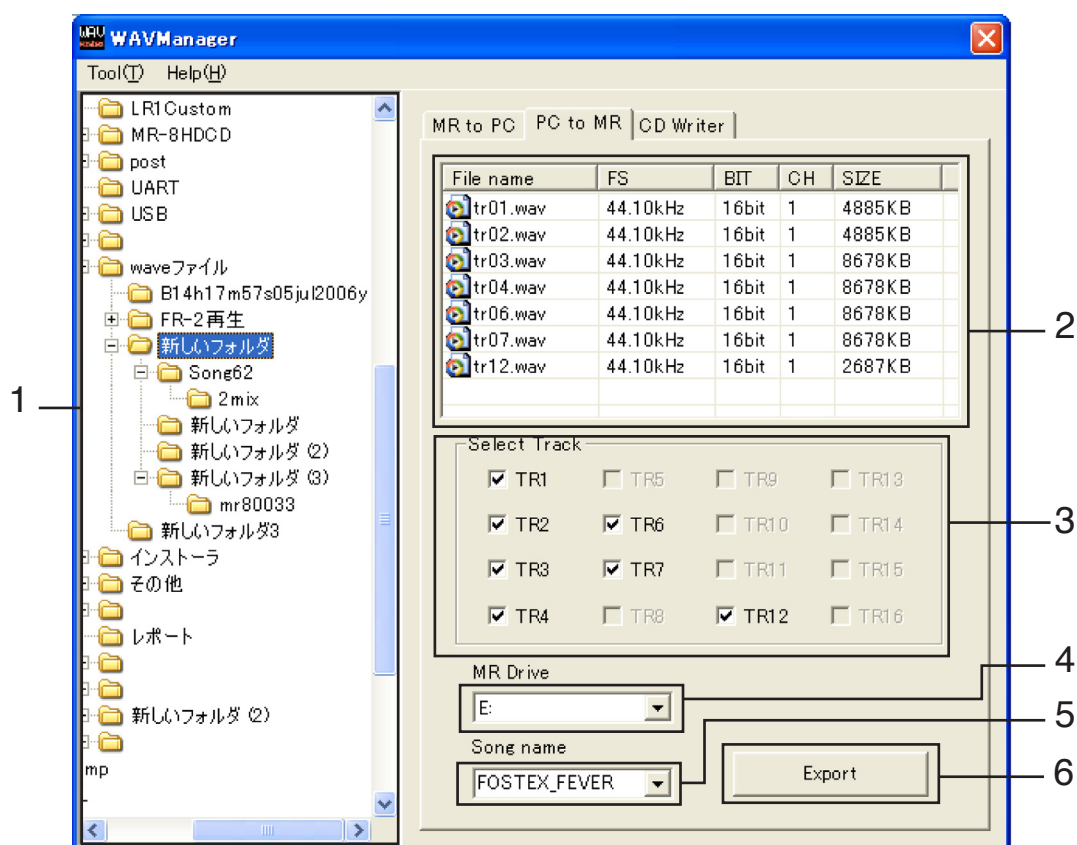 WAV WAVManager
Tool(T) Help(H)
LR1Custom
MR-8HDCD
post
UART
USB
waveファイル
B14h17m57s05jul2006y
FR-2再生
新しいフォルダ
Song62
2mix
新しいフォルダ
新しいフォルダ (2)
新しいフォルダ (3)
mr80033
新しいフォルダ3
インストーラ
その他
レポート
新しいフォルダ (2)
mp
1
MR to PC PC to MR CD Writer
File name FS BIT CH SIZE
tr01.wav 44.10kHz 16bit 1 4885KB
tr02.wav 44.10kHz 16bit 1 4885KB
tr03.wav 44.10kHz 16bit 1 8678KB
tr04.wav 44.10kHz 16bit 1 8678KB
tr06.wav 44.10kHz 16bit 1 8678KB
tr07.wav 44.10kHz 16bit 1 8678KB
tr12.wav 44.10kHz 16bit 1 2687KB
2
Select Track
TR1 TR5 TR9 TR13
TR2 TR6 TR10 TR14
TR3 TR7 TR11 TR15
TR4 TR8 TR12 TR16
3
MR Drive
E:
4
Song name
FOSTEX_FEVER
5
Export
6